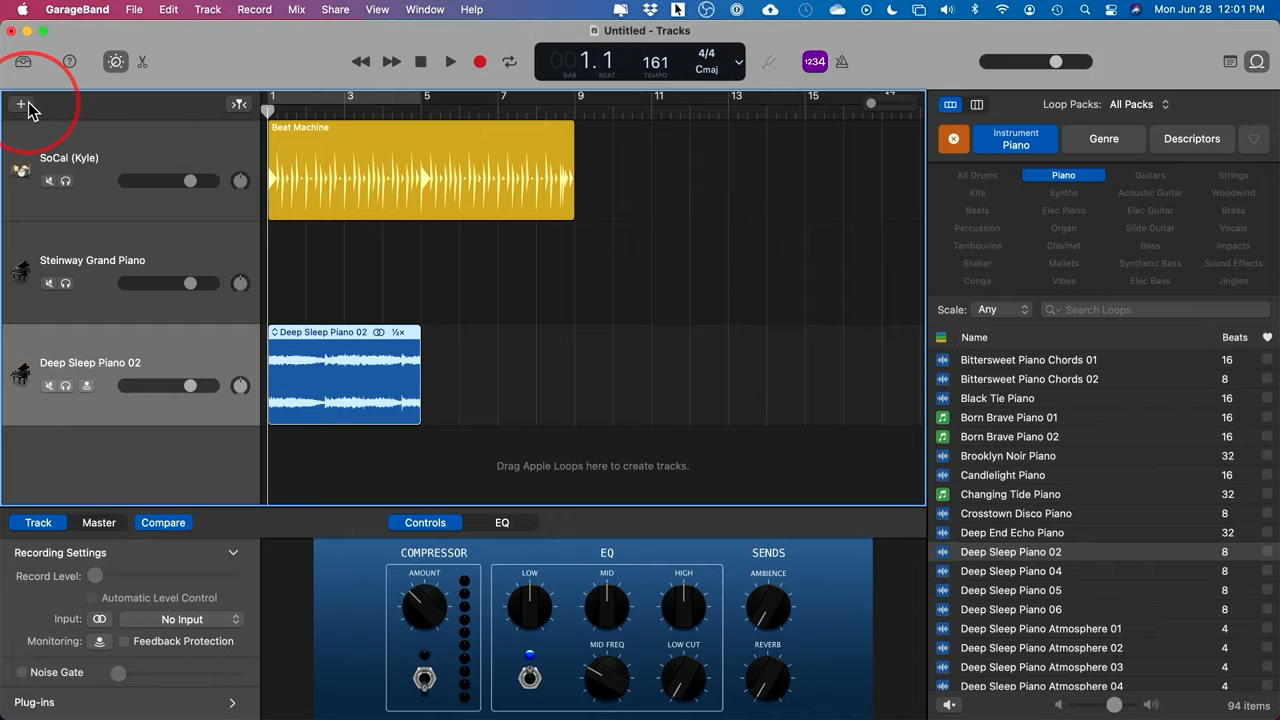 GarageBand File Edit Track Record Mix Share View Window Help Mon Jun 28 12:01 PM
Untitled - Tracks
1.1 161 4/4
BAR BEAT TEMPO Cmaj
1234
1 3 5 7 9 11 13 15 17
Loop Packs: All Packs
Beat Machine
SoCal (Kyle)
Steinway Grand Piano
Deep Sleep Piano 02
Deep Sleep Piano 02 ½×
Drag Apple Loops here to create tracks.
Instrument
Piano
Genre
Descriptors
All Drums Piano Guitars Strings
Kits Synths Acoustic Guitar Woodwind
Beats Elec Piano Elec Guitar Brass
Percussion Organ Slide Guitar Vocals
Tambourine Clavinet Bass Impacts
Shaker Mallets Synthetic Bass Sound Effects
Conga Vibes Elec Bass Jingles
Scale: Any Search Loops
Name Beats
Bittersweet Piano Chords 01 16
Bittersweet Piano Chords 02 8
Black Tie Piano 16
Born Brave Piano 01 16
Born Brave Piano 02 16
Brooklyn Noir Piano 32
Candlelight Piano 16
Changing Tide Piano 32
Crosstown Disco Piano 8
Deep End Echo Piano 32
Deep Sleep Piano 02 8
Deep Sleep Piano 04 8
Deep Sleep Piano 05 8
Deep Sleep Piano 06 8
Deep Sleep Piano Atmosphere 01 4
Deep Sleep Piano Atmosphere 02 4
Deep Sleep Piano Atmosphere 03 4
Deep Sleep Piano Atmosphere 04 4
94 items
Track Master Compare
Controls EQ
Recording Settings
Record Level:
Automatic Level Control
Input: No Input
Monitoring: Feedback Protection
Noise Gate
Plug-ins
COMPRESSOR EQ SENDS
AMOUNT LOW MID HIGH AMBIENCE
MID FREQ LOW CUT REVERB